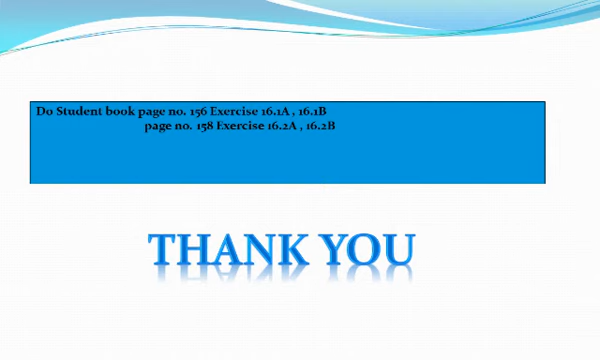 Do Student book page no. 156 Exercise 16.1A , 16.1B
page no. 158 Exercise 16.2A , 16.2B
THANK YOU